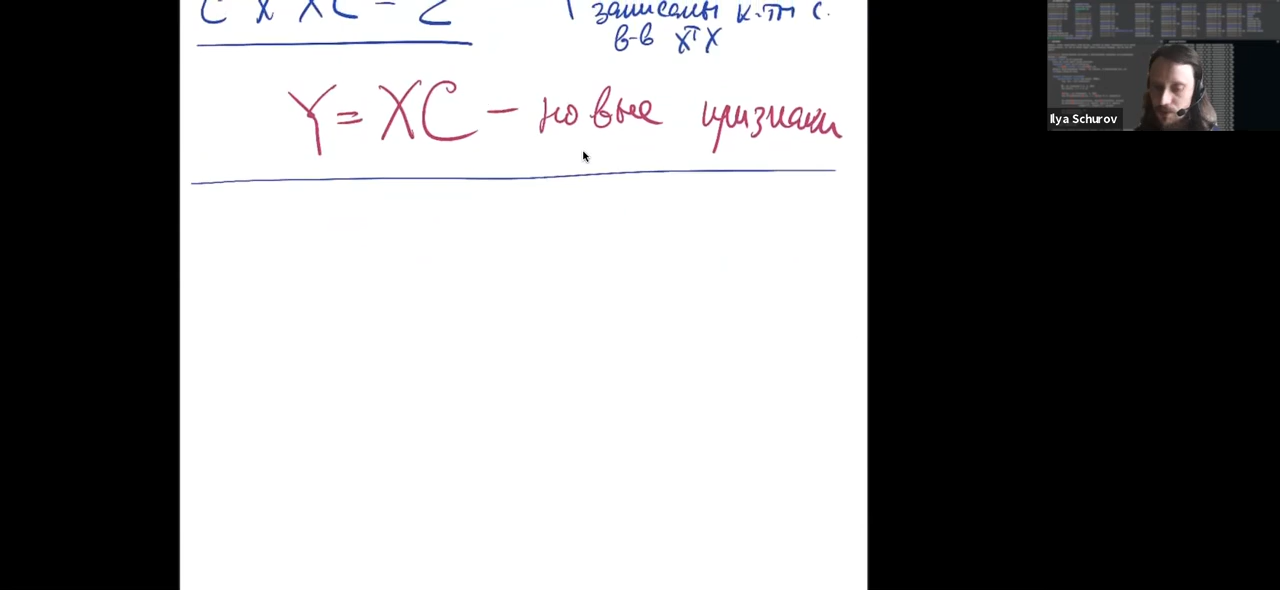 записаны к-ты с.
в-в XᵀX
Y = XC – новые признаки
Ilya Schurov